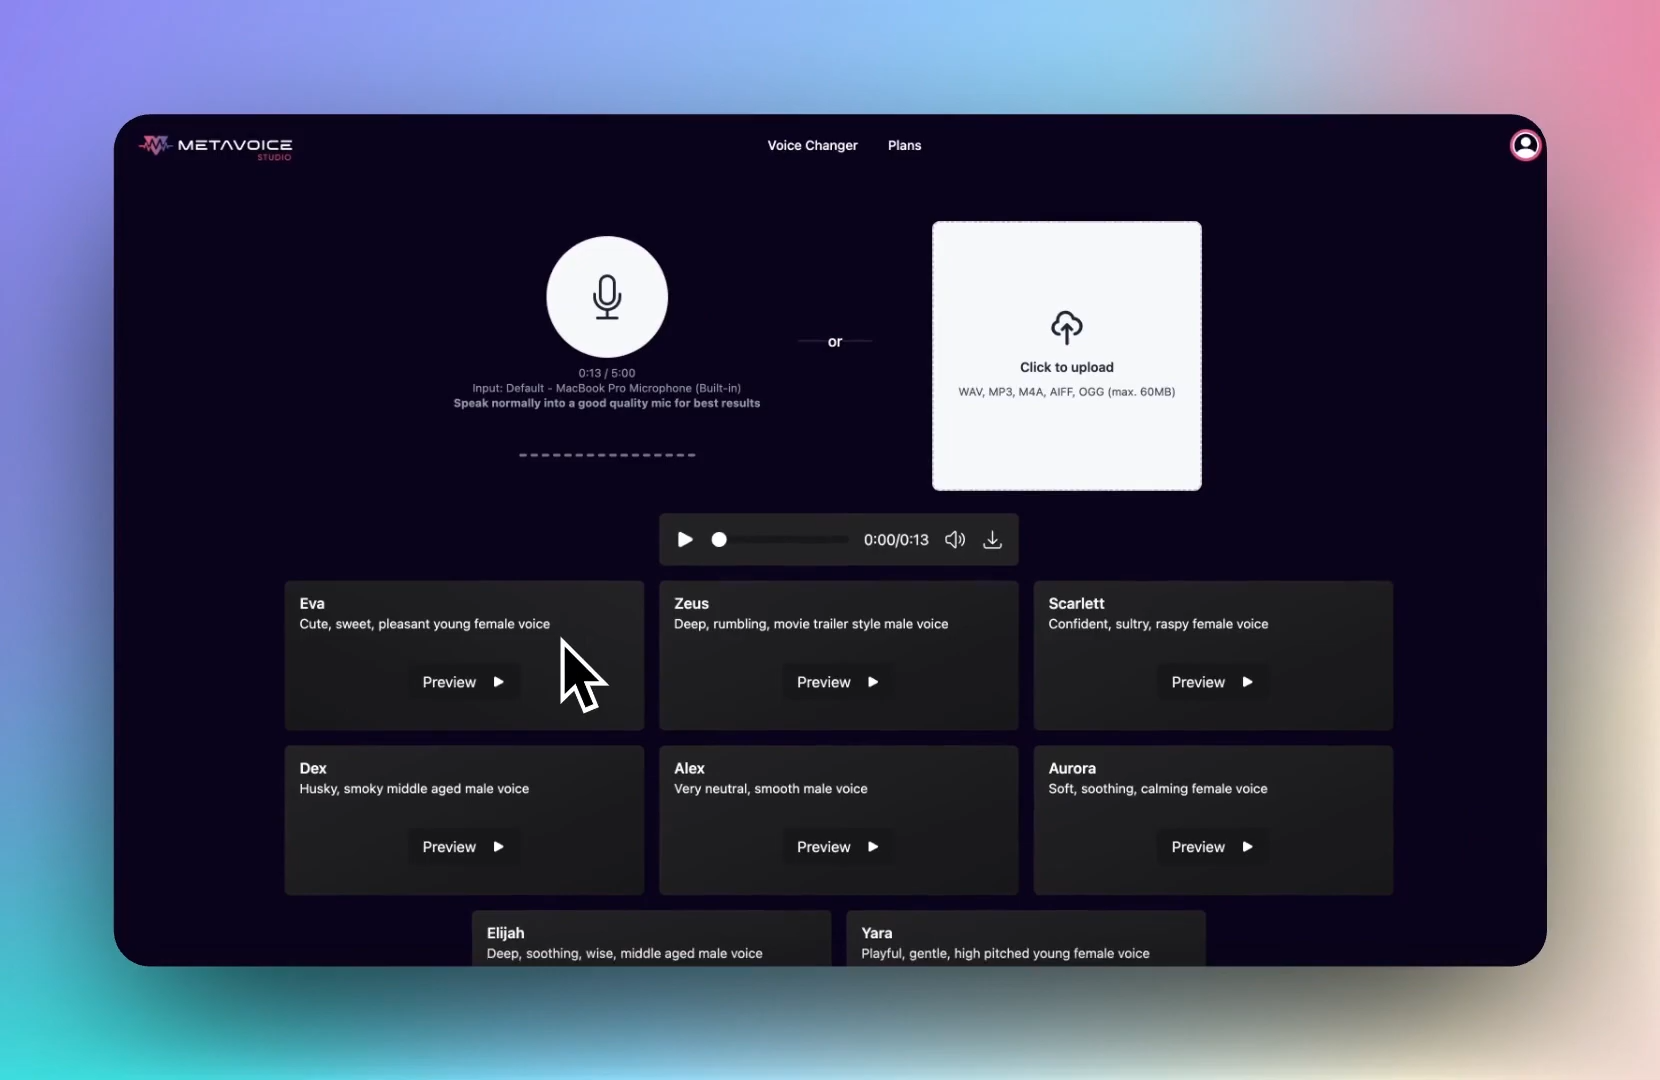 METAVOICE
STUDIO
Voice Changer
Plans
0:13 / 5:00
Input: Default - MacBook Pro Microphone (Built-in)
Speak normally into a good quality mic for best results
or
Click to upload
WAV, MP3, M4A, AIFF, OGG (max. 60MB)
0:00/0:13
Eva
Cute, sweet, pleasant young female voice
Preview
Zeus
Deep, rumbling, movie trailer style male voice
Preview
Scarlett
Confident, sultry, raspy female voice
Preview
Dex
Husky, smoky middle aged male voice
Preview
Alex
Very neutral, smooth male voice
Preview
Aurora
Soft, soothing, calming female voice
Preview
Elijah
Deep, soothing, wise, middle aged male voice
Yara
Playful, gentle, high pitched young female voice